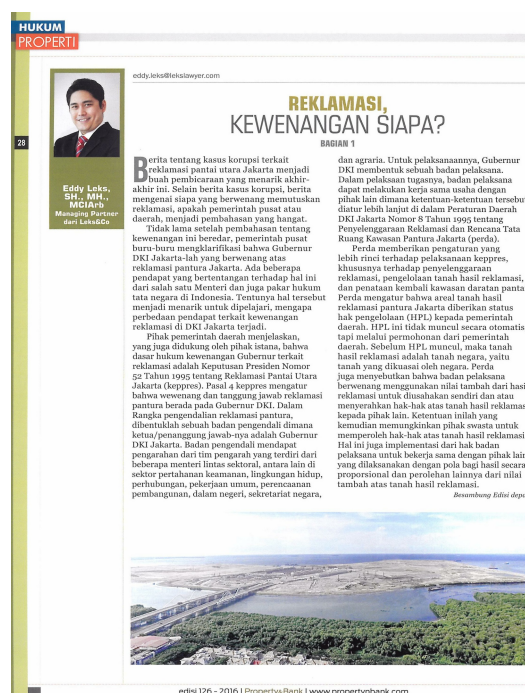 HUKUM
PROPERTI
eddy.leks@lekslawyer.com
28
Eddy Leks,
SH., MH.,
MCIArb
Managing Partner
dari Leks&Co
REKLAMASI,
KEWENANGAN SIAPA?
BAGIAN 1
Berita tentang kasus korupsi terkait
reklamasi pantai utara Jakarta menjadi
buah pembicaraan yang menarik akhir-
akhir ini. Selain berita kasus korupsi, berita
mengenai siapa yang berwenang memutuskan
reklamasi, apakah pemerintah pusat atau
daerah, menjadi pembahasan yang hangat.
Tidak lama setelah pembahasan tentang
kewenangan ini beredar, pemerintah pusat
buru-buru mengklarifikasi bahwa Gubernur
DKI Jakarta-lah yang berwenang atas
reklamasi pantai Jakarta. Ada beberapa
pendapat yang bertentangan terhadap hal ini
dari salah satu Menteri dan juga pakar hukum
tata negara di Indonesia. Tentunya hal tersebut
menjadi menarik untuk dipelajari, mengapa
perbedaan pendapat terkait kewenangan
reklamasi di DKI Jakarta terjadi.
Pihak pemerintah daerah menjelaskan,
yang juga didukung oleh pihak istana, bahwa
dasar hukum kewenangan Gubernur terkait
reklamasi adalah Keputusan Presiden Nomor
52 Tahun 1995 tentang Reklamasi Pantai Utara
Jakarta (keppres). Pasal 4 keppres mengatur
bahwa wewenang dan tanggung jawab reklamasi
pantura berada pada Gubernur DKI. Dalam
Rangka pengendalian reklamasi pantura,
dibentuklah sebuah badan pengendali dimana
ketua/penanggung jawab-nya adalah Gubernur
DKI Jakarta. Badan pengendali mendapat
pengarahan dari tim pengarah yang terdiri dari
beberapa menteri lintas sektoral, antara lain di
sektor pertahanan keamanan, lingkungan hidup,
perhubungan, pekerjaan umum, perencanaan
pembangunan, dalam negeri, sekretariat negara,
dan agraria. Untuk pelaksanaannya, Gubernur
DKI membentuk sebuah badan pelaksana.
Dalam pelaksaan tugasnya, badan pelaksana
dapat melakukan kerja sama usaha dengan
pihak lain dimana ketentuan-ketentuan tersebut
diatur lebih lanjut di dalam Peraturan Daerah
DKI Jakarta Nomor 8 Tahun 1995 tentang
Penyelenggaraan Reklamasi dan Rencana Tata
Ruang Kawasan Pantura Jakarta (perda).
Perda memberikan pengaturan yang
lebih rinci terhadap pelaksanaan keppres,
khususnya terhadap penyelenggaraan
reklamasi, pengelolaan tanah hasil reklamasi,
dan penataan kembali kawasan daratan panta
Perda mengatur bahwa areal tanah hasil
reklamasi pantura Jakarta diberikan status
hak pengelolaan (HPL) kepada pemerintah
daerah. HPL ini tidak muncul secara otomatis
tapi melalui permohonan dari pemerintah
daerah. Sebelum HPL muncul, maka tanah
hasil reklamasi adalah tanah negara, yaitu
tanah yang dikuasai oleh negara. Perda
juga menyebutkan bahwa badan pelaksana
berwenang menggunakan nilai tambah dari hasi
reklamasi untuk diusahakan sendiri dan atau
menyerahkan hak-hak atas tanah hasil reklamas
kepada pihak lain. Ketentuan inilah yang
kemudian memungkinkan pihak swasta untuk
memperoleh hak-hak atas tanah hasil reklamasi
Hal ini juga implementasi dari hak badan
pelaksana untuk bekerja sama dengan pihak lain
yang dilaksanakan dengan pola bagi hasil secara
proporsional dan perolehan lainnya dari nilai
tambah atas tanah hasil reklamasi.
Besambung Edisi depa
edisi 126 - 2016 | Property&Bank | www.propertynbank.com